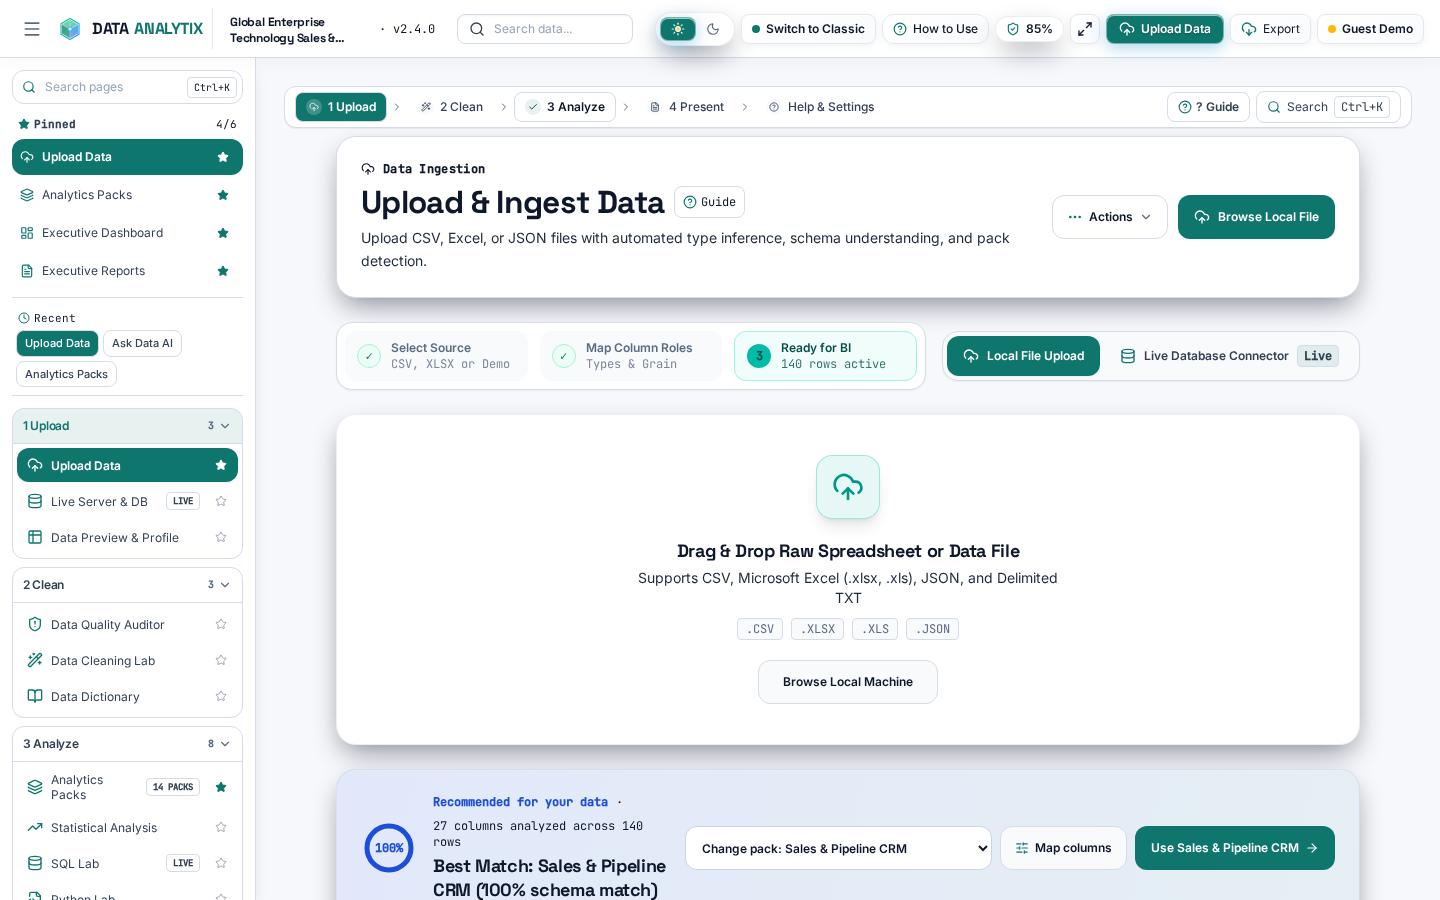 DATA ANALYTIX
Global Enterprise
Technology Sales &...
· v2.4.0
Search data...
Switch to Classic
How to Use
85%
Upload Data
Export
Guest Demo
Search pages
Ctrl+K
Pinned
4/6
Upload Data
Analytics Packs
Executive Dashboard
Executive Reports
Recent
Upload Data
Ask Data AI
Analytics Packs
1 Upload
3
Upload Data
Live Server & DB
LIVE
Data Preview & Profile
2 Clean
3
Data Quality Auditor
Data Cleaning Lab
Data Dictionary
3 Analyze
8
Analytics
Packs
14 PACKS
Statistical Analysis
SQL Lab
LIVE
Python Lab
1 Upload
2 Clean
3 Analyze
4 Present
Help & Settings
? Guide
Search
Ctrl+K
Data Ingestion
Upload & Ingest Data
Guide
Upload CSV, Excel, or JSON files with automated type inference, schema understanding, and pack
detection.
Actions
Browse Local File
Select Source
CSV, XLSX or Demo
Map Column Roles
Types & Grain
3
Ready for BI
140 rows active
Local File Upload
Live Database Connector
Live
Drag & Drop Raw Spreadsheet or Data File
Supports CSV, Microsoft Excel (.xlsx, .xls), JSON, and Delimited
TXT
.CSV
.XLSX
.XLS
.JSON
Browse Local Machine
100%
Recommended for your data ·
27 columns analyzed across 140
rows
Best Match: Sales & Pipeline
CRM (100% schema match)
Change pack: Sales & Pipeline CRM
Map columns
Use Sales & Pipeline CRM